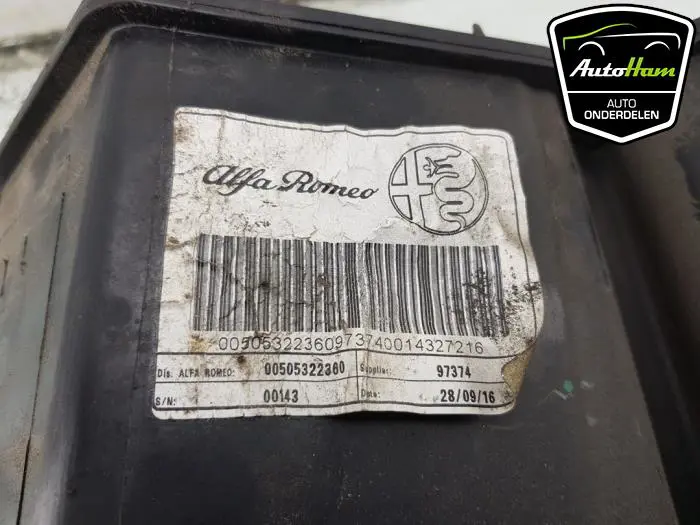 AutoHam
AUTO
ONDERDELEN
Alfa Romeo
00505322360973740014327216
Dis. ALFA ROMEO: 00505322360 Supplier: 97374
S/N: 00143 Date: 28/09/16